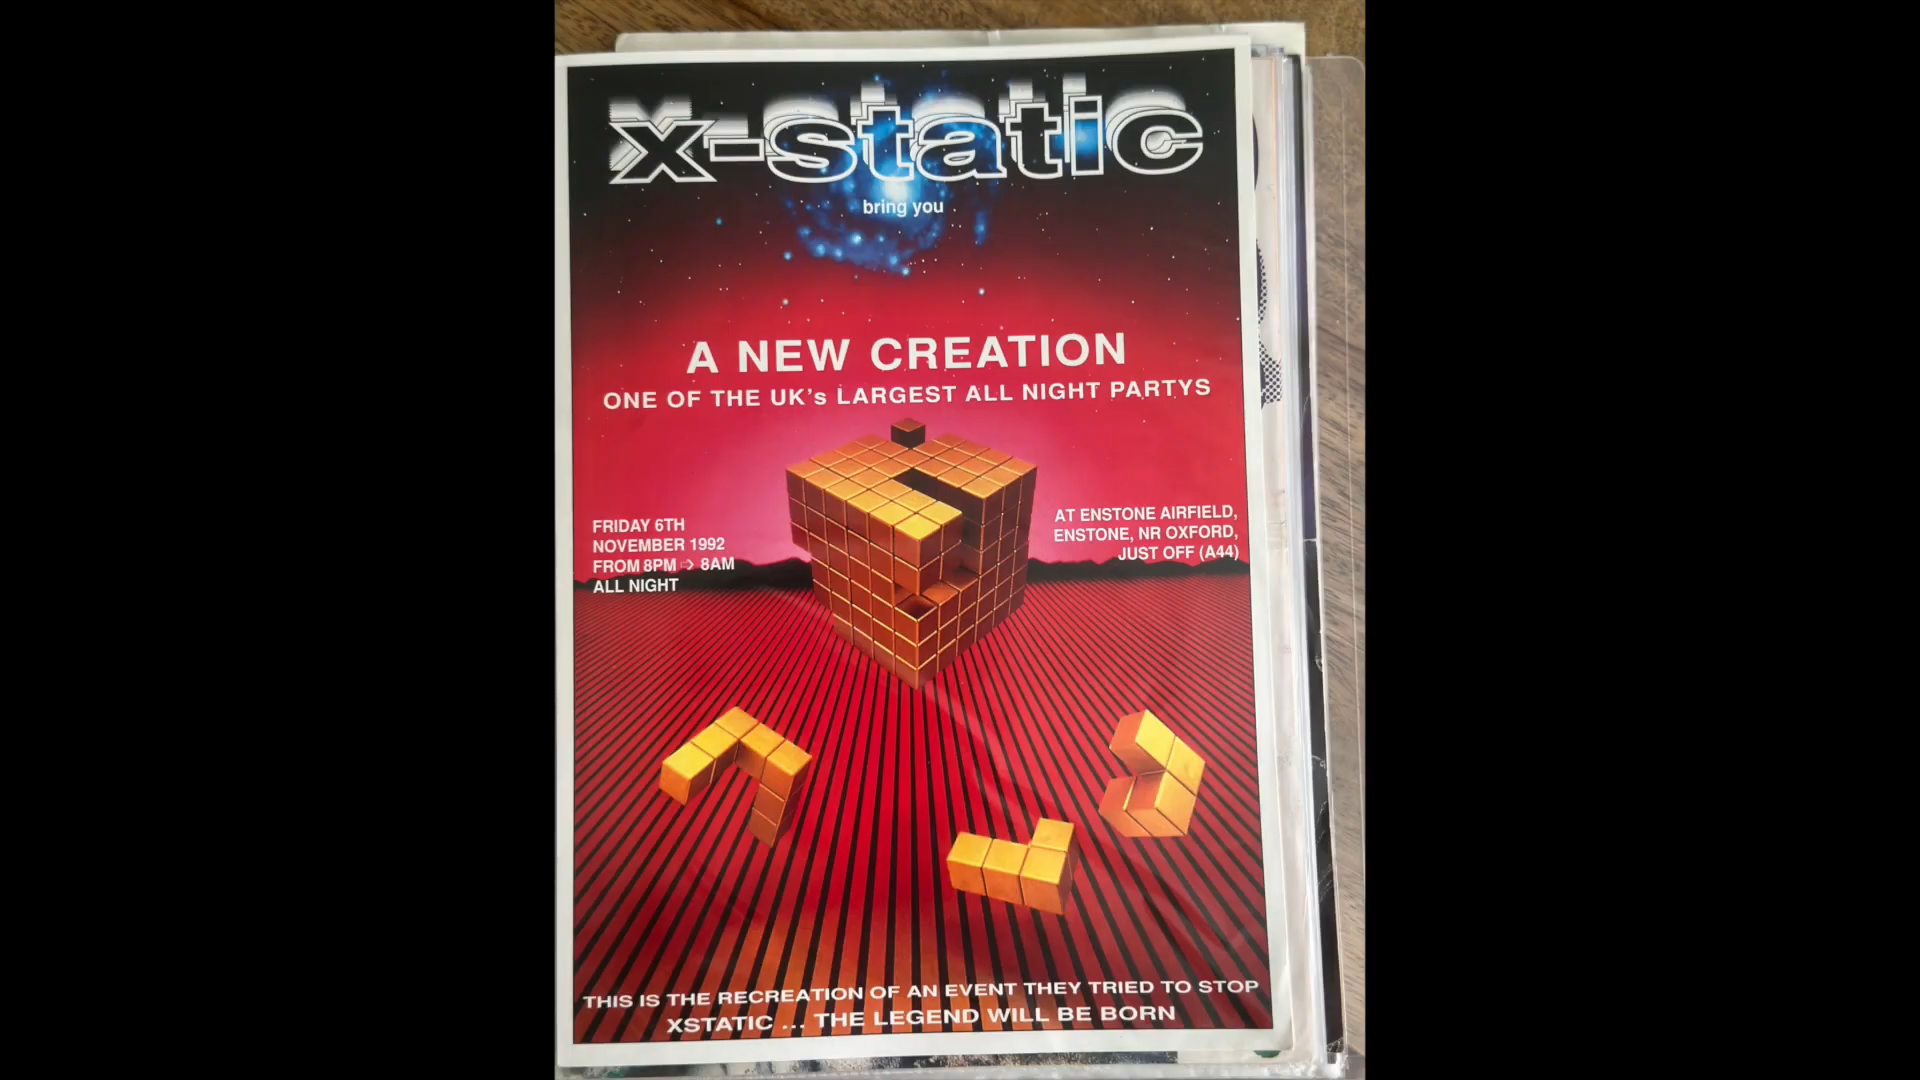 x-static
bring you
A NEW CREATION
ONE OF THE UK's LARGEST ALL NIGHT PARTYS
FRIDAY 6TH
NOVEMBER 1992
FROM 8PM ➩ 8AM
ALL NIGHT
AT ENSTONE AIRFIELD,
ENSTONE, NR OXFORD,
JUST OFF (A44)
THIS IS THE RECREATION OF AN EVENT THEY TRIED TO STOP
XSTATIC ... THE LEGEND WILL BE BORN